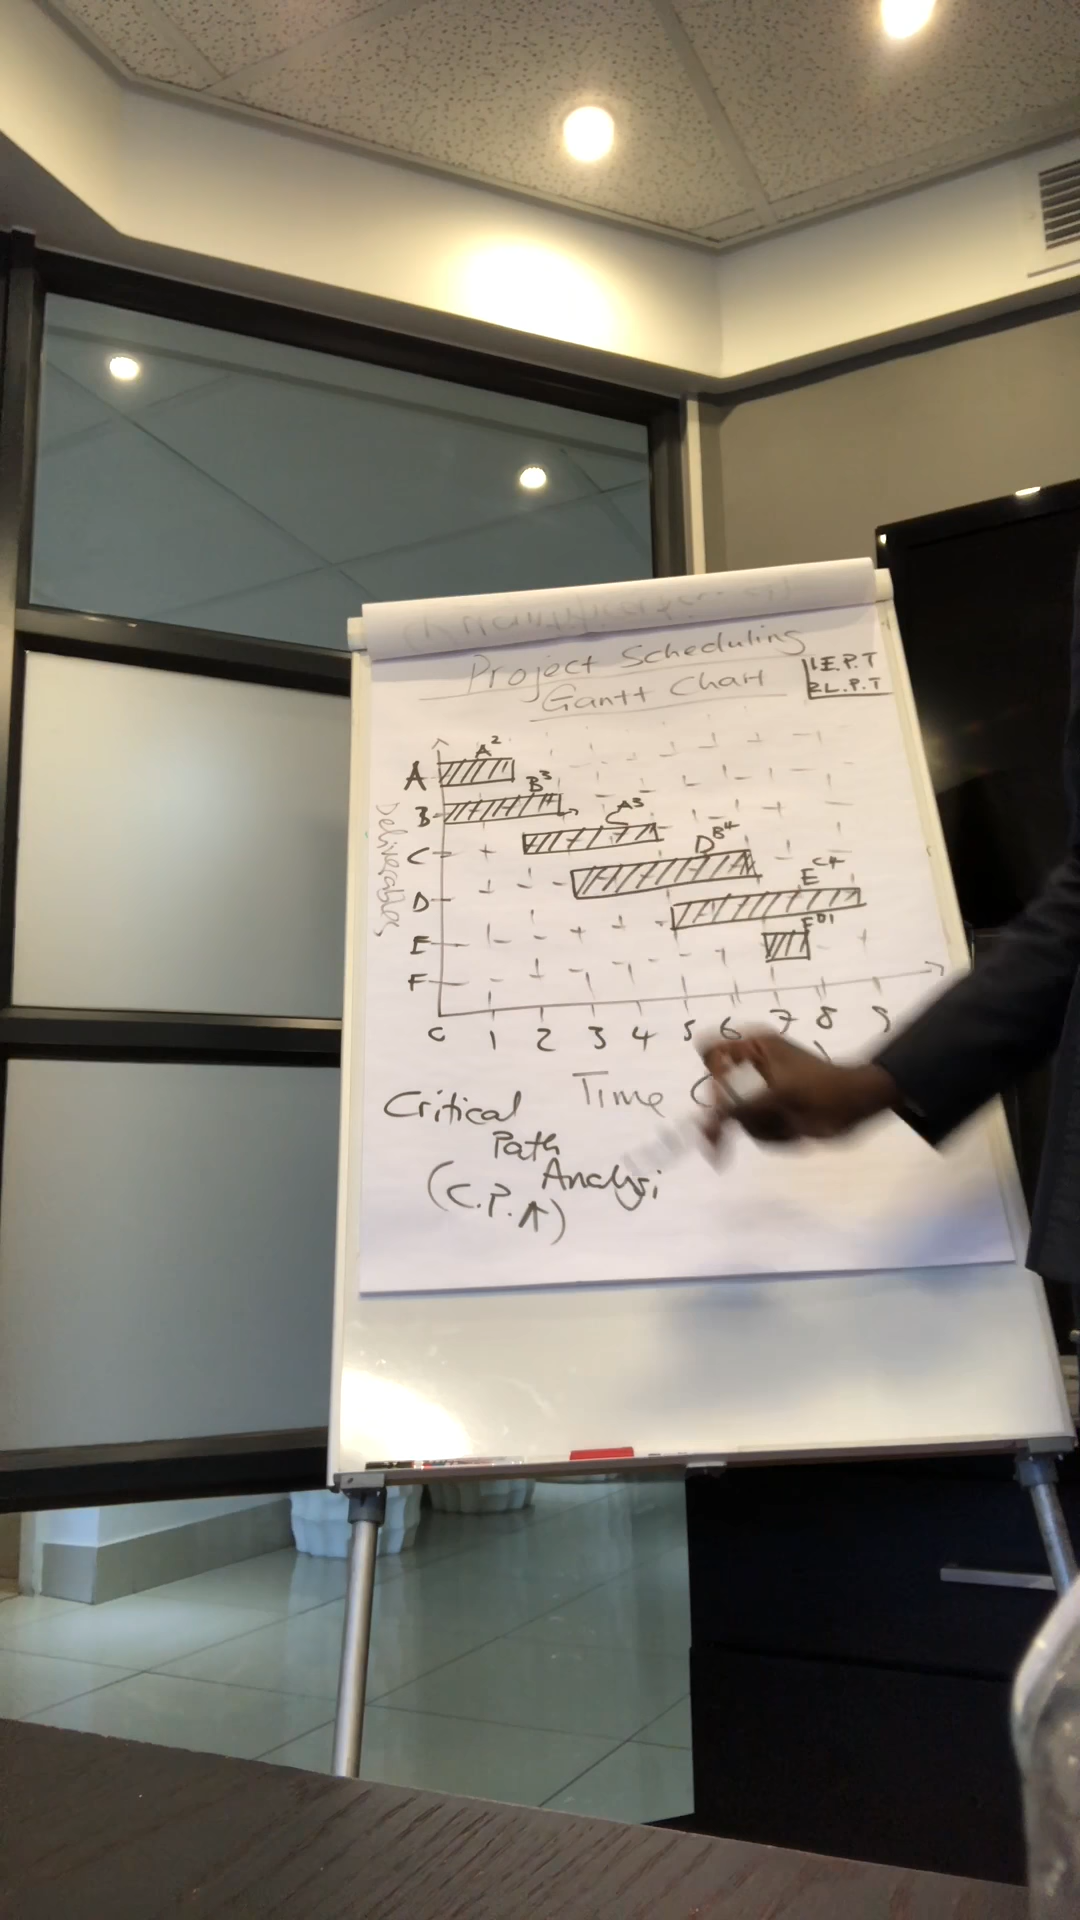 Project Scheduling
Gantt Chart
1 E.P.T
2 L.P.T
A²
A
B³
B
C A3
C
D B4
D
E C4
E
F D1
F
Deliverables
0 1 2 3 4 5 6 7 8 9
Time
Critical
Path
Analysi
(C.P.A)